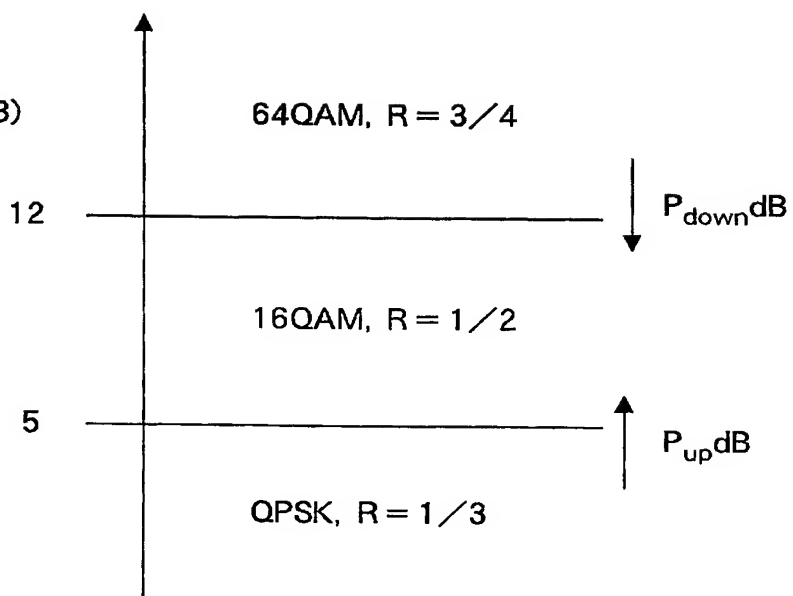 64QAM, R = 3/4
12
P_down dB
16QAM, R = 1/2
5
P_up dB
QPSK, R = 1/3